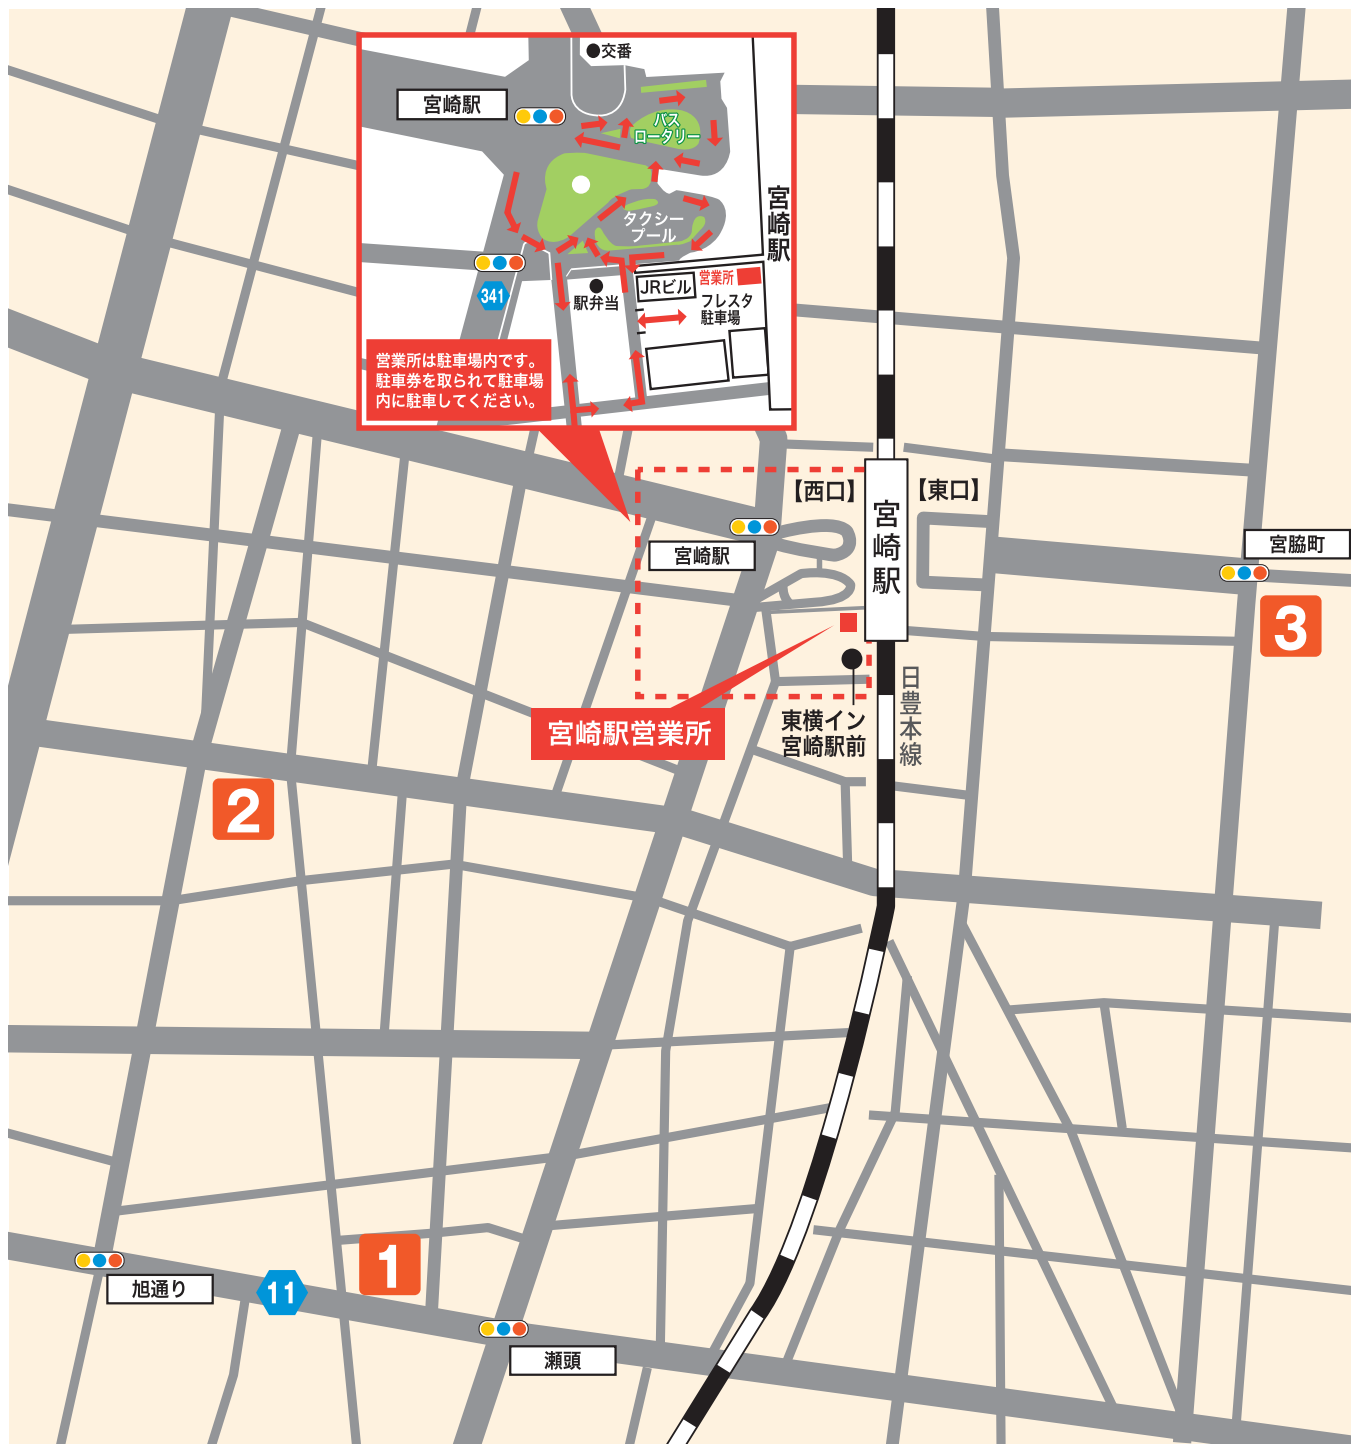 交番
宮崎駅
バス
ロータリー
宮崎駅
タクシー
プール
341
駅弁当
JRビル
営業所
フレスタ
駐車場
営業所は駐車場内です。
駐車券を取られて駐車場
内に駐車してください。
【西口】
【東口】
宮崎駅
宮崎駅
宮脇町
3
東横イン
宮崎駅前
日豊本線
宮崎駅営業所
2
1
旭通り
11
瀬頭